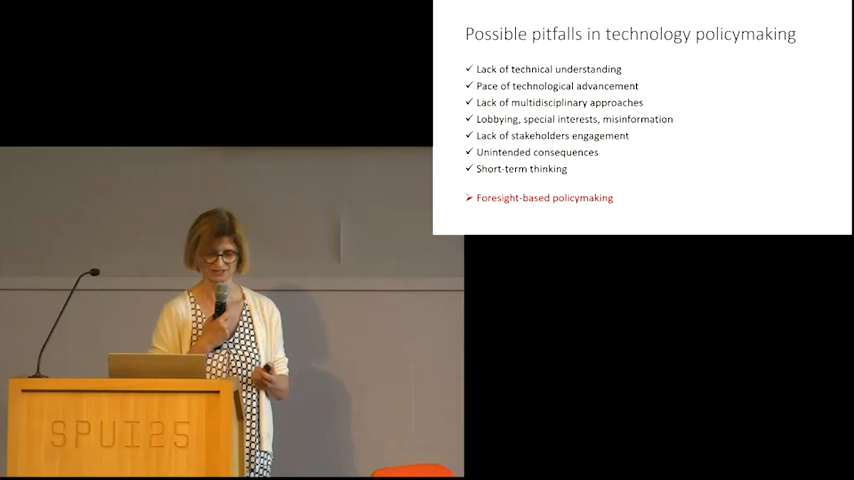 Possible pitfalls in technology policymaking
✓ Lack of technical understanding
✓ Pace of technological advancement
✓ Lack of multidisciplinary approaches
✓ Lobbying, special interests, misinformation
✓ Lack of stakeholders engagement
✓ Unintended consequences
✓ Short-term thinking
➢ Foresight-based policymaking
SPUI25